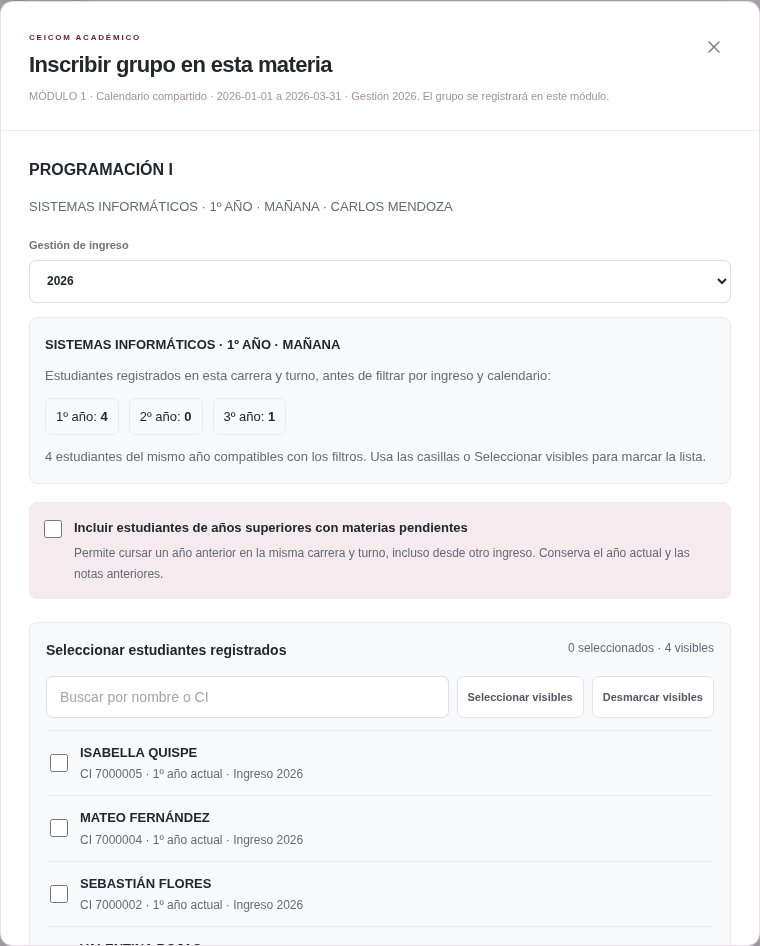 CEICOM ACADÉMICO
Inscribir grupo en esta materia
MÓDULO 1 · Calendario compartido · 2026-01-01 a 2026-03-31 · Gestión 2026. El grupo se registrará en este módulo.
PROGRAMACIÓN I
SISTEMAS INFORMÁTICOS · 1º AÑO · MAÑANA · CARLOS MENDOZA
Gestión de ingreso
2026
SISTEMAS INFORMÁTICOS · 1º AÑO · MAÑANA
Estudiantes registrados en esta carrera y turno, antes de filtrar por ingreso y calendario:
1º año: 4 2º año: 0 3º año: 1
4 estudiantes del mismo año compatibles con los filtros. Usa las casillas o Seleccionar visibles para marcar la lista.
Incluir estudiantes de años superiores con materias pendientes
Permite cursar un año anterior en la misma carrera y turno, incluso desde otro ingreso. Conserva el año actual y las
notas anteriores.
Seleccionar estudiantes registrados 0 seleccionados · 4 visibles
Buscar por nombre o CI Seleccionar visibles Desmarcar visibles
ISABELLA QUISPE
CI 7000005 · 1º año actual · Ingreso 2026
MATEO FERNÁNDEZ
CI 7000004 · 1º año actual · Ingreso 2026
SEBASTIÁN FLORES
CI 7000002 · 1º año actual · Ingreso 2026